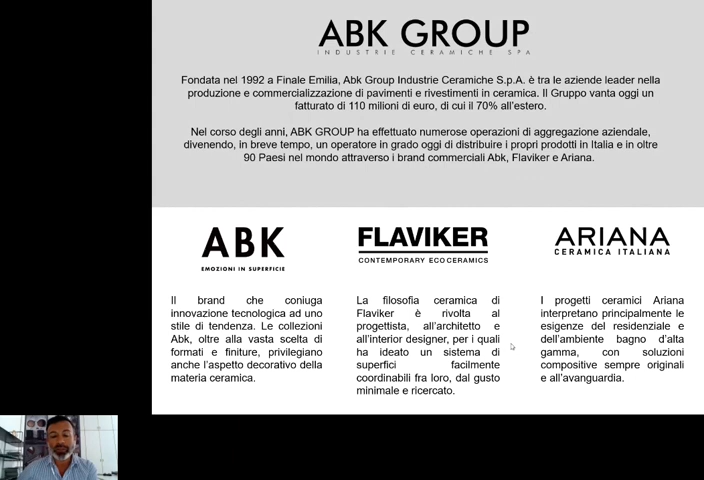 ABK GROUP
INDUSTRIE CERAMICHE SPA
Fondata nel 1992 a Finale Emilia, Abk Group Industrie Ceramiche S.p.A. è tra le aziende leader nella
produzione e commercializzazione di pavimenti e rivestimenti in ceramica. Il Gruppo vanta oggi un
fatturato di 110 milioni di euro, di cui il 70% all'estero.
Nel corso degli anni, ABK GROUP ha effettuato numerose operazioni di aggregazione aziendale,
divenendo, in breve tempo, un operatore in grado oggi di distribuire i propri prodotti in Italia e in oltre
90 Paesi nel mondo attraverso i brand commerciali Abk, Flaviker e Ariana.
ABK
EMOZIONI IN SUPERFICIE
Il brand che coniuga
innovazione tecnologica ad uno
stile di tendenza. Le collezioni
Abk, oltre alla vasta scelta di
formati e finiture, privilegiano
anche l'aspetto decorativo della
materia ceramica.
FLAVIKER
CONTEMPORARY ECOCERAMICS
La filosofia ceramica di
Flaviker è rivolta al
progettista, all'architetto e
all'interior designer, per i quali
ha ideato un sistema di
superfici facilmente
coordinabili fra loro, dal gusto
minimale e ricercato.
ARIANA
CERAMICA ITALIANA
I progetti ceramici Ariana
interpretano principalmente le
esigenze del residenziale e
dell'ambiente bagno d'alta
gamma, con soluzioni
compositive sempre originali
e all'avanguardia.